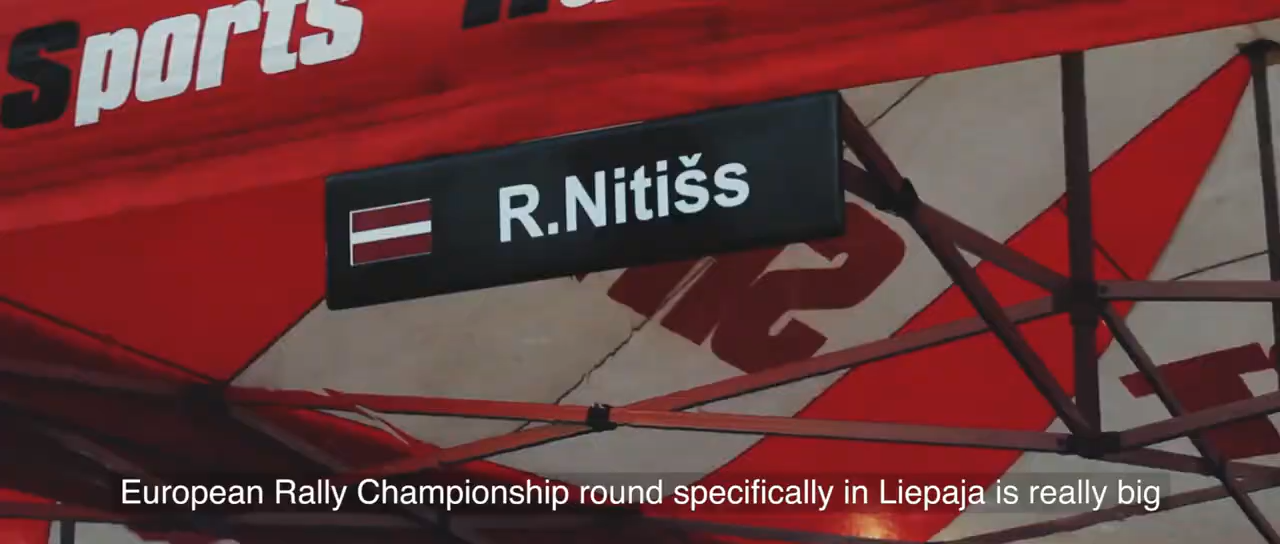 Sports
R.Nitišs
European Rally Championship round specifically in Liepaja is really big